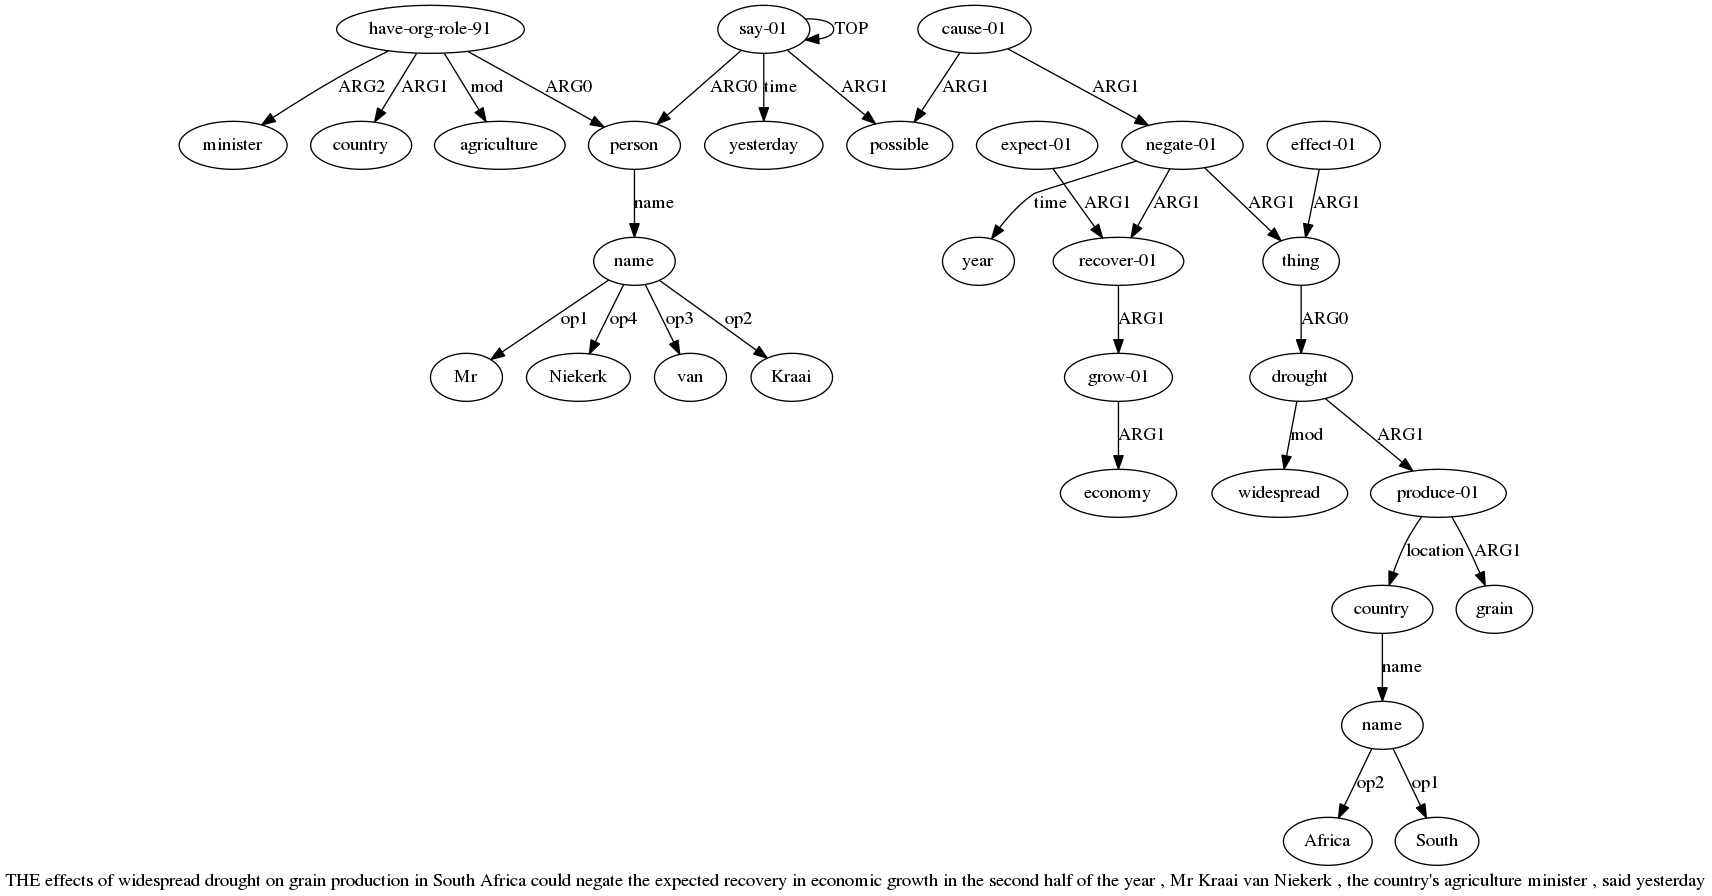 have-org-role-91 say-01 TOP cause-01
ARG2 ARG1 mod ARG0 ARG0 time ARG1 ARG1 ARG1
minister country agriculture person yesterday possible expect-01 negate-01 effect-01
name time ARG1 ARG1 ARG1 ARG1
name year recover-01 thing
op1 op4 op3 op2 ARG1 ARG0
Mr Niekerk van Kraai grow-01 drought
ARG1 mod ARG1
economy widespread produce-01
location ARG1
country grain
name
name
op2 op1
Africa South
THE effects of widespread drought on grain production in South Africa could negate the expected recovery in economic growth in the second half of the year , Mr Kraai van Niekerk , the country's agriculture minister , said yesterday